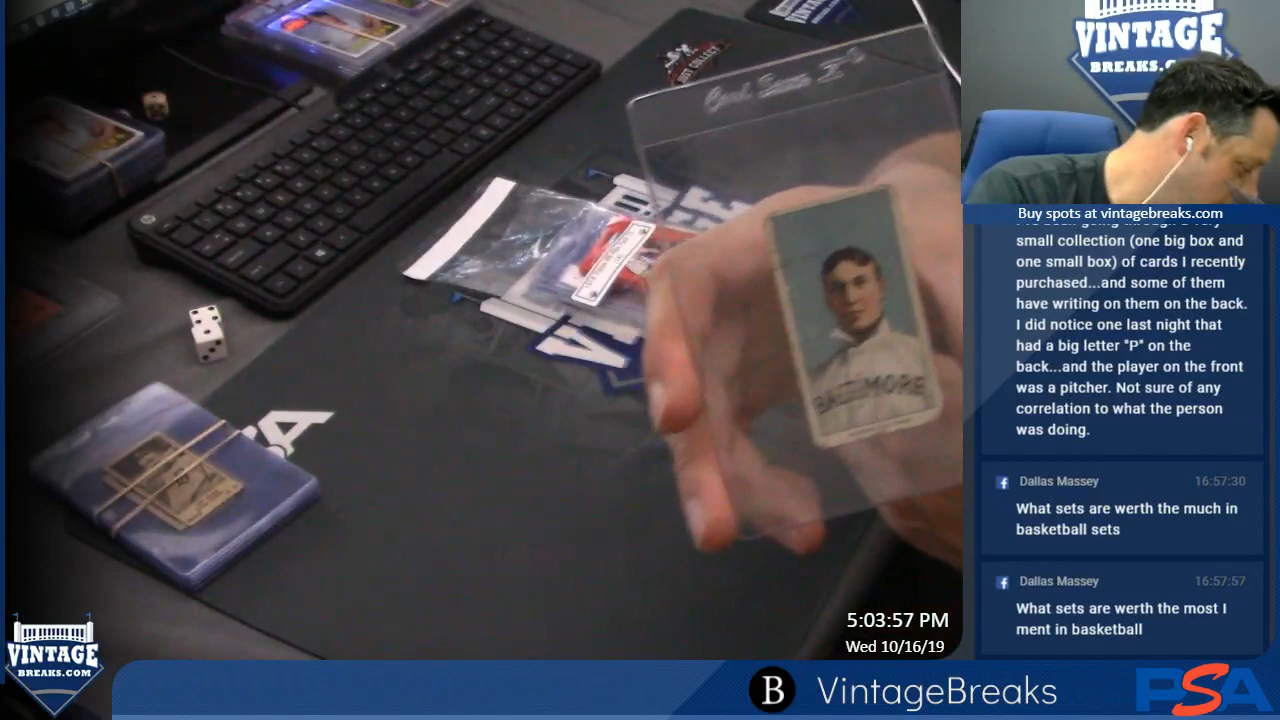 VINTAGE
Card Saver I®
BALTIMORE
VINTAGE
BREAKS.C
Buy spots at vintagebreaks.com
small collection (one big box and
one small box) of cards I recently
purchased...and some of them
have writing on them on the back.
I did notice one last night that
had a big letter "P" on the
back...and the player on the front
was a pitcher. Not sure of any
correlation to what the person
was doing.
Dallas Massey 16:57:30
What sets are werth the much in
basketball sets
Dallas Massey 16:57:57
What sets are werth the most I
ment in basketball
5:03:57 PM
Wed 10/16/19
VINTAGE
BREAKS.COM
B VintageBreaks
PSA